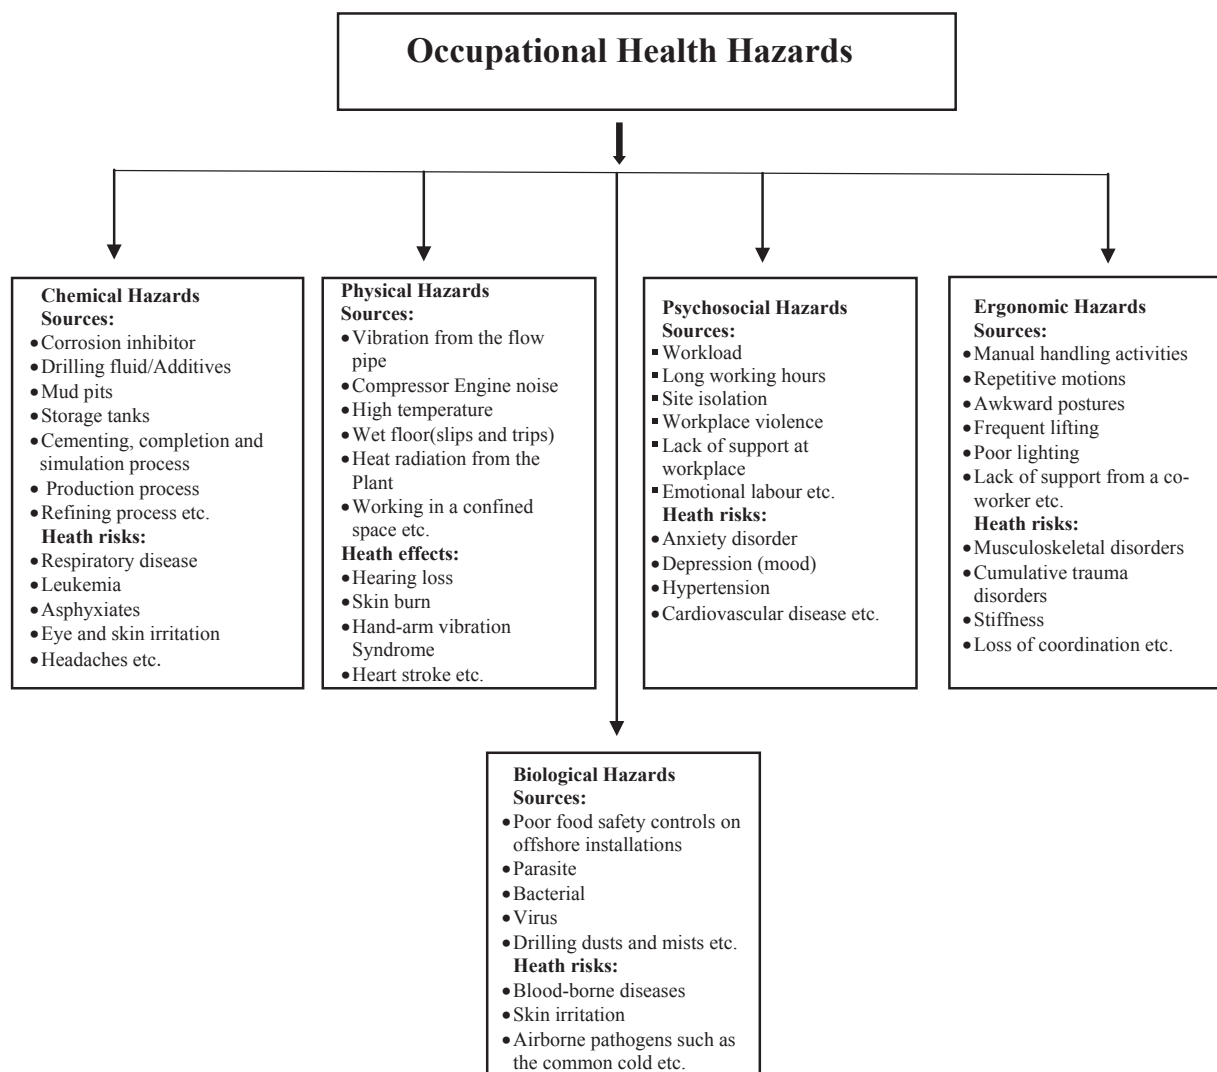 Occupational Health Hazards
Chemical Hazards
Sources:
•Corrosion inhibitor
•Drilling fluid/Additives
•Mud pits
•Storage tanks
•Cementing, completion and
simulation process
• Production process
•Refining process etc.
Heath risks:
•Respiratory disease
•Leukemia
•Asphyxiates
•Eye and skin irritation
•Headaches etc.
Physical Hazards
Sources:
•Vibration from the flow
pipe
•Compressor Engine noise
•High temperature
•Wet floor(slips and trips)
•Heat radiation from the
Plant
•Working in a confined
space etc.
Heath effects:
•Hearing loss
•Skin burn
•Hand-arm vibration
Syndrome
•Heart stroke etc.
Psychosocial Hazards
Sources:
▪Workload
▪Long working hours
▪Site isolation
▪Workplace violence
▪Lack of support at
workplace
▪Emotional labour etc.
Heath risks:
•Anxiety disorder
•Depression (mood)
•Hypertension
•Cardiovascular disease etc.
Ergonomic Hazards
Sources:
•Manual handling activities
•Repetitive motions
•Awkward postures
•Frequent lifting
•Poor lighting
•Lack of support from a co-
worker etc.
Heath risks:
•Musculoskeletal disorders
•Cumulative trauma
disorders
•Stiffness
•Loss of coordination etc.
Biological Hazards
Sources:
•Poor food safety controls on
offshore installations
•Parasite
•Bacterial
•Virus
•Drilling dusts and mists etc.
Heath risks:
•Blood-borne diseases
•Skin irritation
•Airborne pathogens such as
the common cold etc.